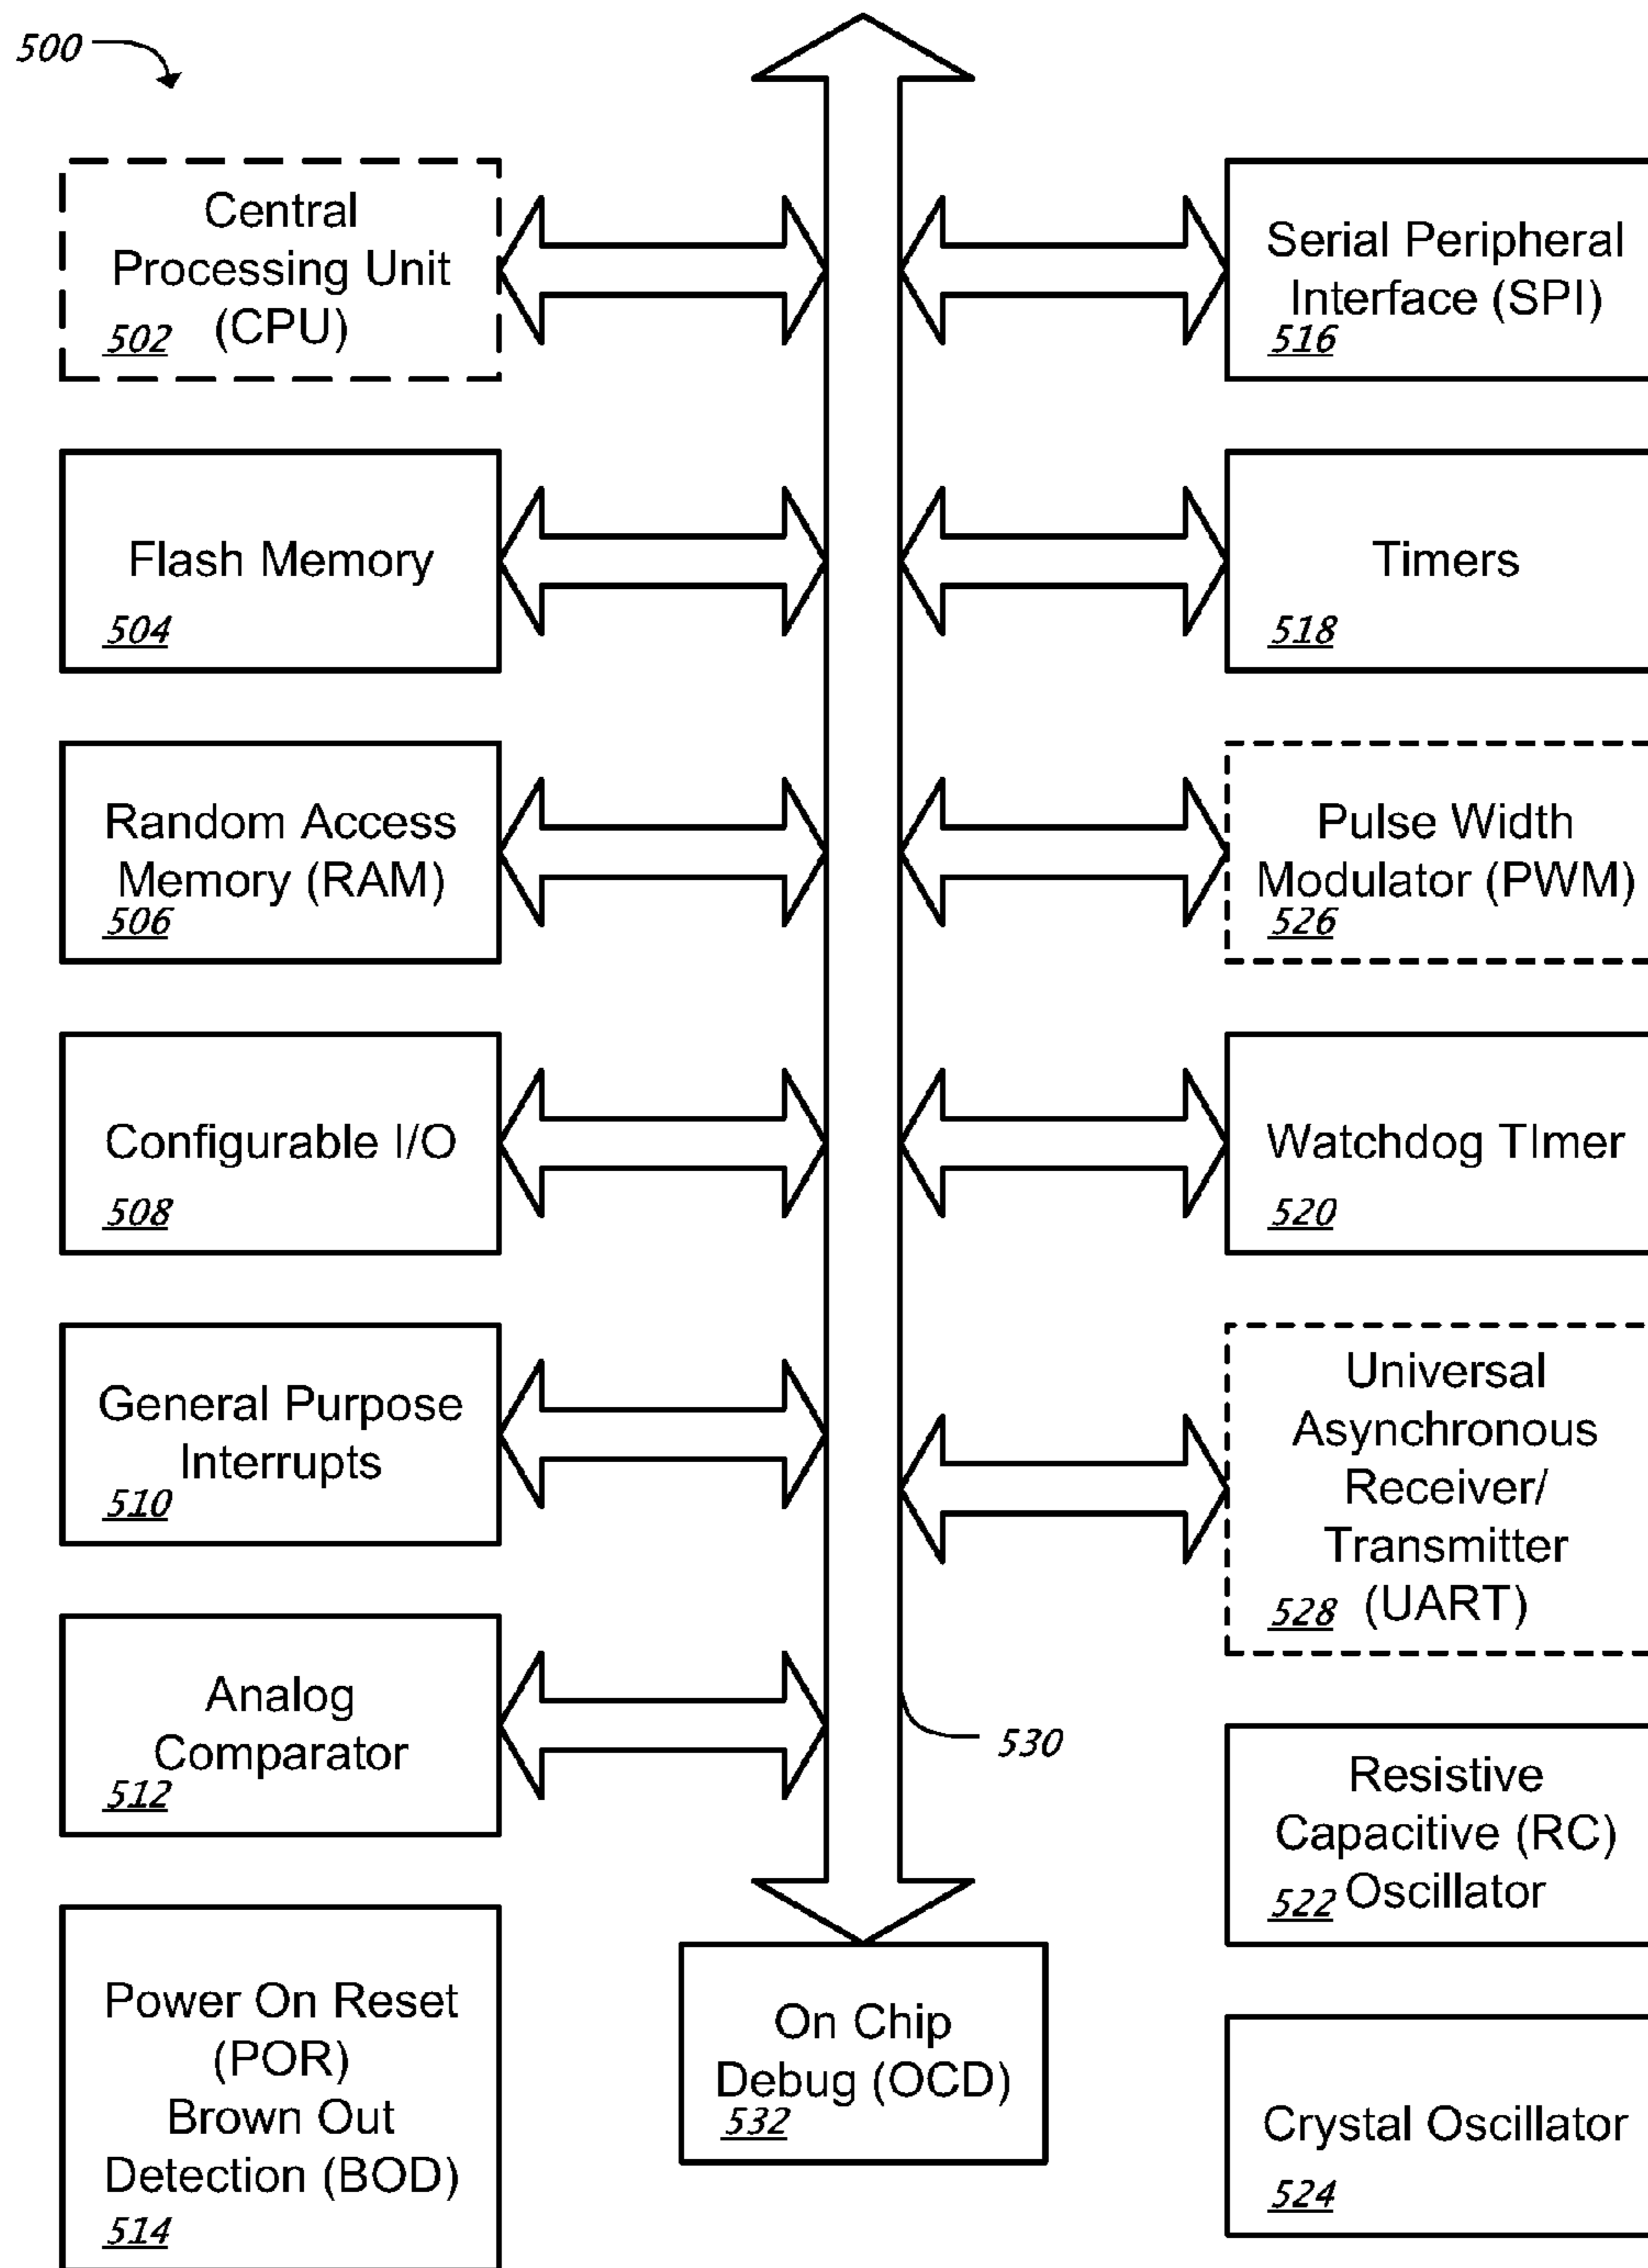 500
Central
Processing Unit
(CPU)
502
Flash Memory
504
Random Access
Memory (RAM)
506
Configurable I/O
508
General Purpose
Interrupts
510
Analog
Comparator
512
Power On Reset
(POR)
Brown Out
Detection (BOD)
514
Serial Peripheral
Interface (SPI)
516
Timers
518
Pulse Width
Modulator (PWM)
526
Watchdog TImer
520
Universal
Asynchronous
Receiver/
Transmitter
528 (UART)
530
Resistive
Capacitive (RC)
522 Oscillator
On Chip
Debug (OCD)
532
Crystal Oscillator
524